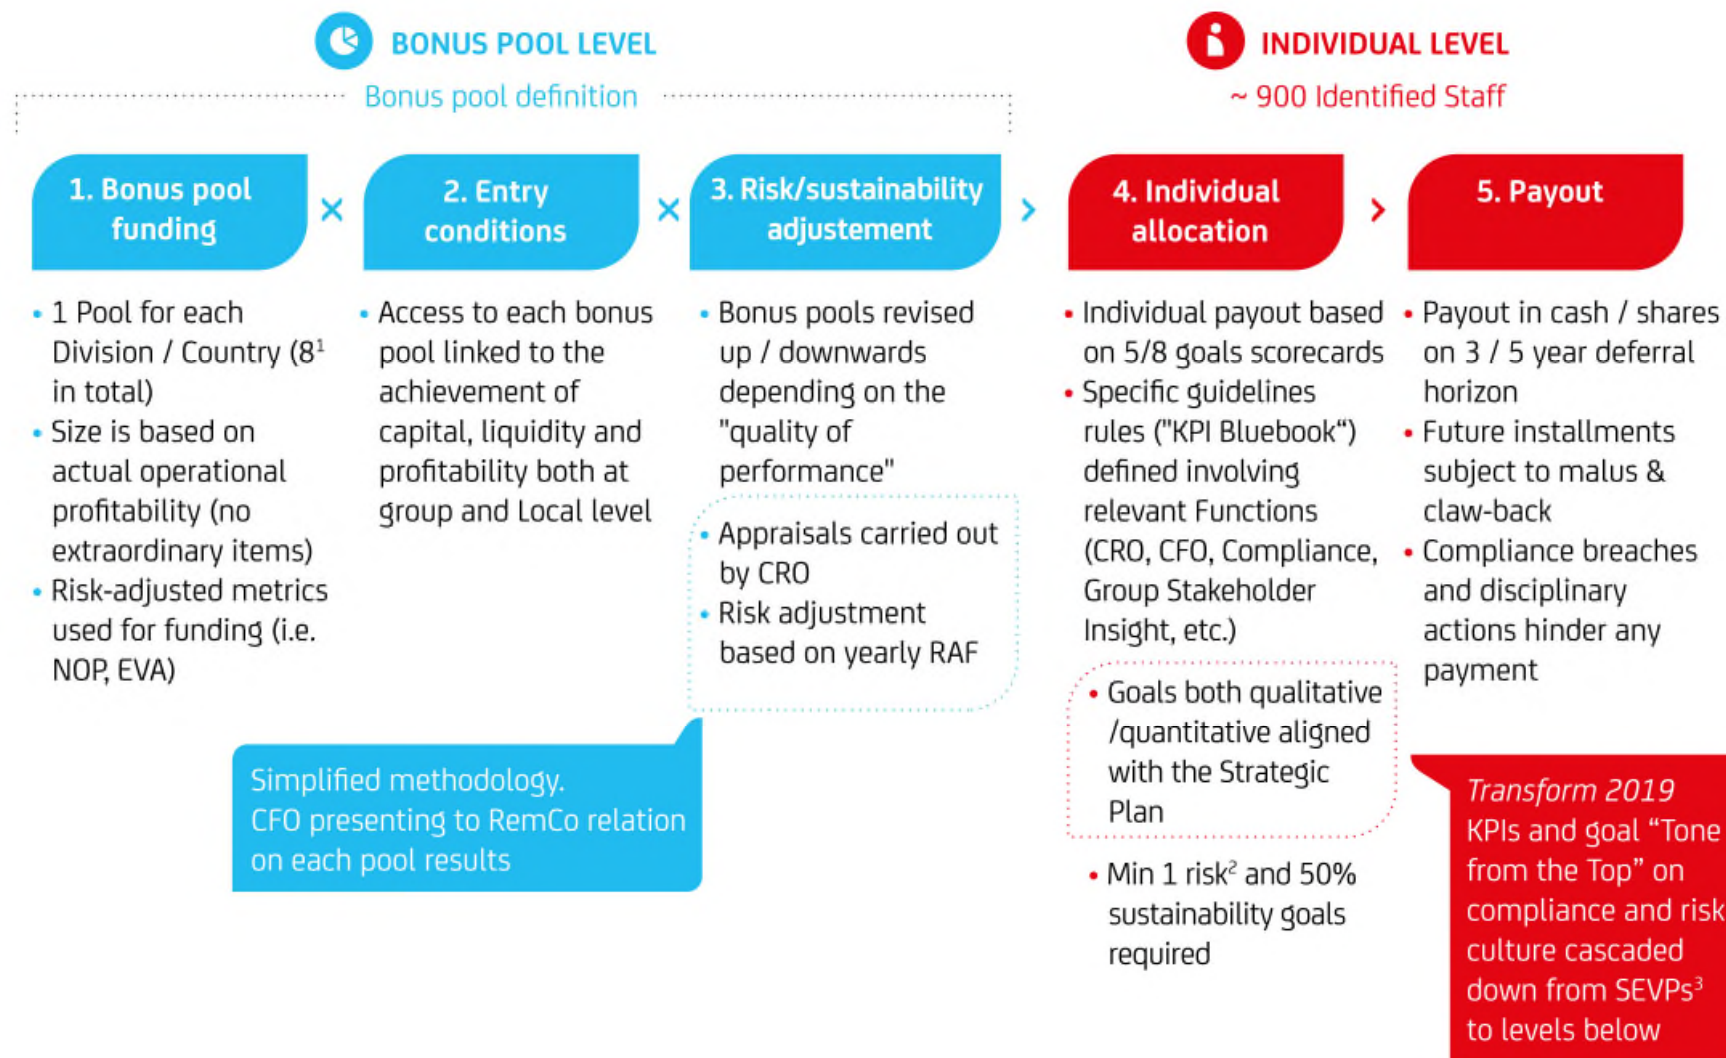 BONUS POOL LEVEL
Bonus pool definition
INDIVIDUAL LEVEL
~ 900 Identified Staff
1. Bonus pool
funding
×
2. Entry
conditions
×
3. Risk/sustainability
adjustement
>
4. Individual
allocation
>
5. Payout
• 1 Pool for each
Division / Country (8¹
in total)
• Size is based on
actual operational
profitability (no
extraordinary items)
• Risk-adjusted metrics
used for funding (i.e.
NOP, EVA)
• Access to each bonus
pool linked to the
achievement of
capital, liquidity and
profitability both at
group and Local level
• Bonus pools revised
up / downwards
depending on the
"quality of
performance"
• Appraisals carried out
by CRO
• Risk adjustment
based on yearly RAF
Simplified methodology.
CFO presenting to RemCo relation
on each pool results
• Individual payout based
on 5/8 goals scorecards
• Specific guidelines
rules ("KPI Bluebook“)
defined involving
relevant Functions
(CRO, CFO, Compliance,
Group Stakeholder
Insight, etc.)
• Goals both qualitative
/quantitative aligned
with the Strategic
Plan
• Min 1 risk² and 50%
sustainability goals
required
• Payout in cash / shares
on 3 / 5 year deferral
horizon
• Future installments
subject to malus &
claw-back
• Compliance breaches
and disciplinary
actions hinder any
payment
Transform 2019
KPIs and goal “Tone
from the Top” on
compliance and risk
culture cascaded
down from SEVPs³
to levels below